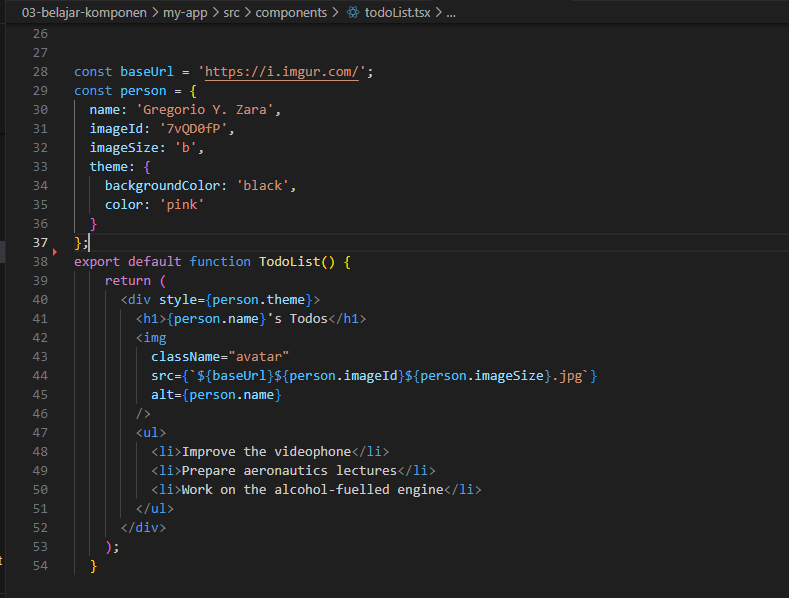 03-belajar-komponen > my-app > src > components > todoList.tsx > ...
26
27
28 const baseUrl = 'https://i.imgur.com/';
29 const person = {
30   name: 'Gregorio Y. Zara',
31   imageId: '7vQD0fP',
32   imageSize: 'b',
33   theme: {
34     backgroundColor: 'black',
35     color: 'pink'
36   }
37 };
38 export default function TodoList() {
39     return (
40       <div style={person.theme}>
41         <h1>{person.name}'s Todos</h1>
42         <img
43           className="avatar"
44           src={`${baseUrl}${person.imageId}${person.imageSize}.jpg`}
45           alt={person.name}
46         />
47         <ul>
48           <li>Improve the videophone</li>
49           <li>Prepare aeronautics lectures</li>
50           <li>Work on the alcohol-fuelled engine</li>
51         </ul>
52       </div>
53     );
54   }